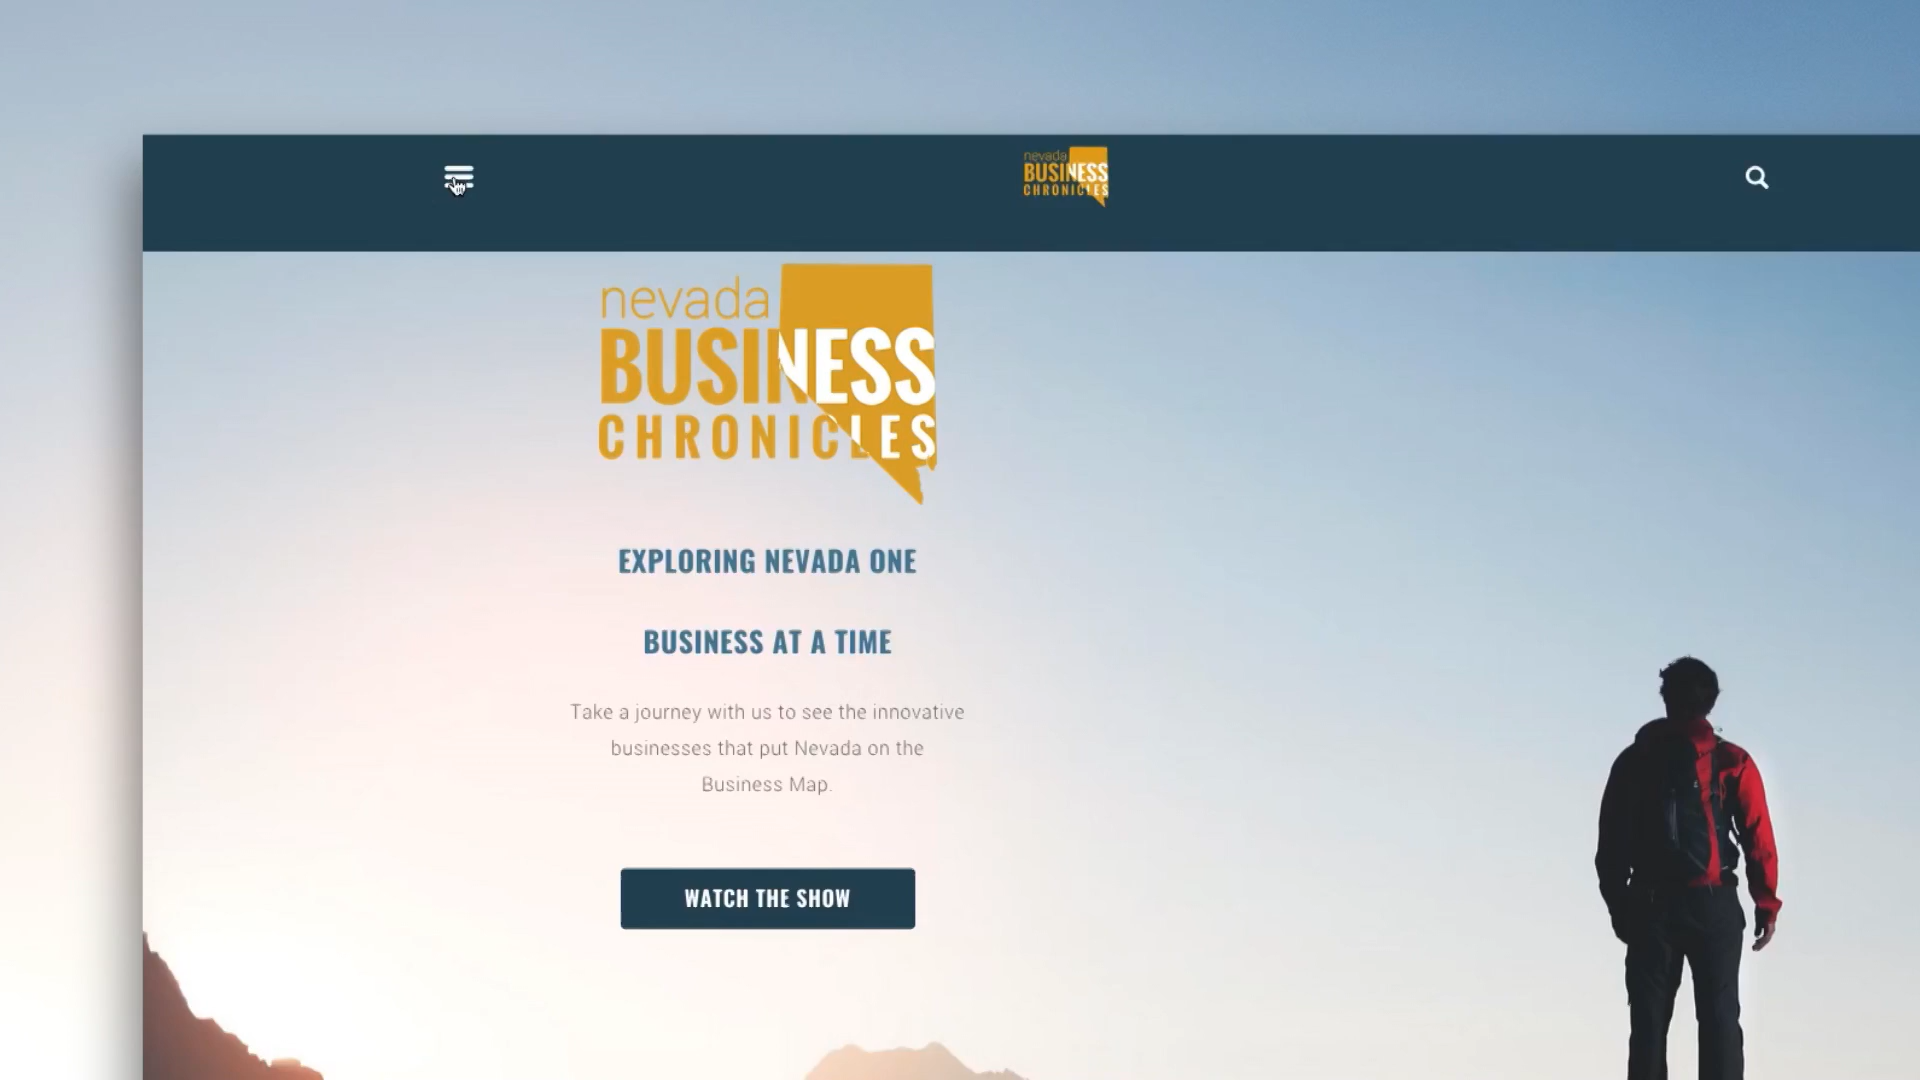 nevada
BUSINESS
CHRONICLES
nevada
BUSINESS
CHRONICLES
EXPLORING NEVADA ONE
BUSINESS AT A TIME
Take a journey with us to see the innovative
businesses that put Nevada on the
Business Map.
WATCH THE SHOW